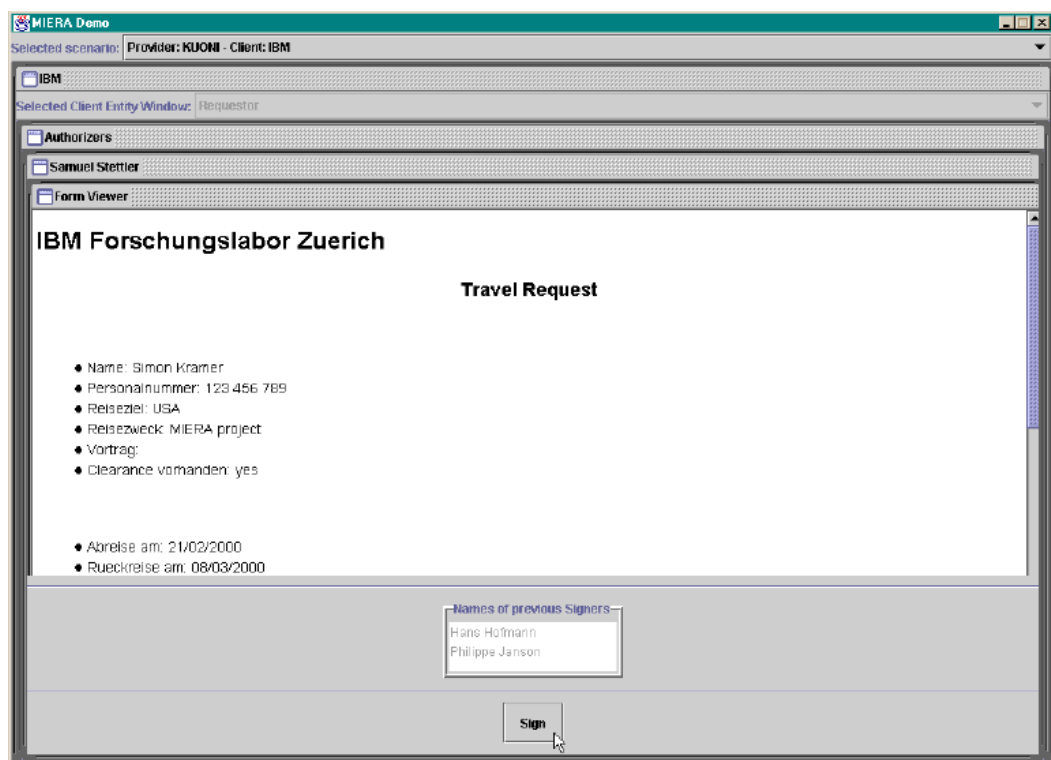 MIERA Demo
Selected scenario: Provider: KUONI - Client: IBM
IBM
Selected Client Entity Window: Requestor
Authorizers
Samuel Stettler
Form Viewer
IBM Forschungslabor Zuerich
Travel Request
Name: Simon Kramer
Personalnummer: 123 456 789
Reiseziel: USA
Reisezweck: MIERA project
Vortrag:
Clearance vorhanden: yes
Abreise am: 21/02/2000
Rueckreise am: 08/03/2000
Names of previous Signers
Hans Hofmann
Philippe Janson
Sign